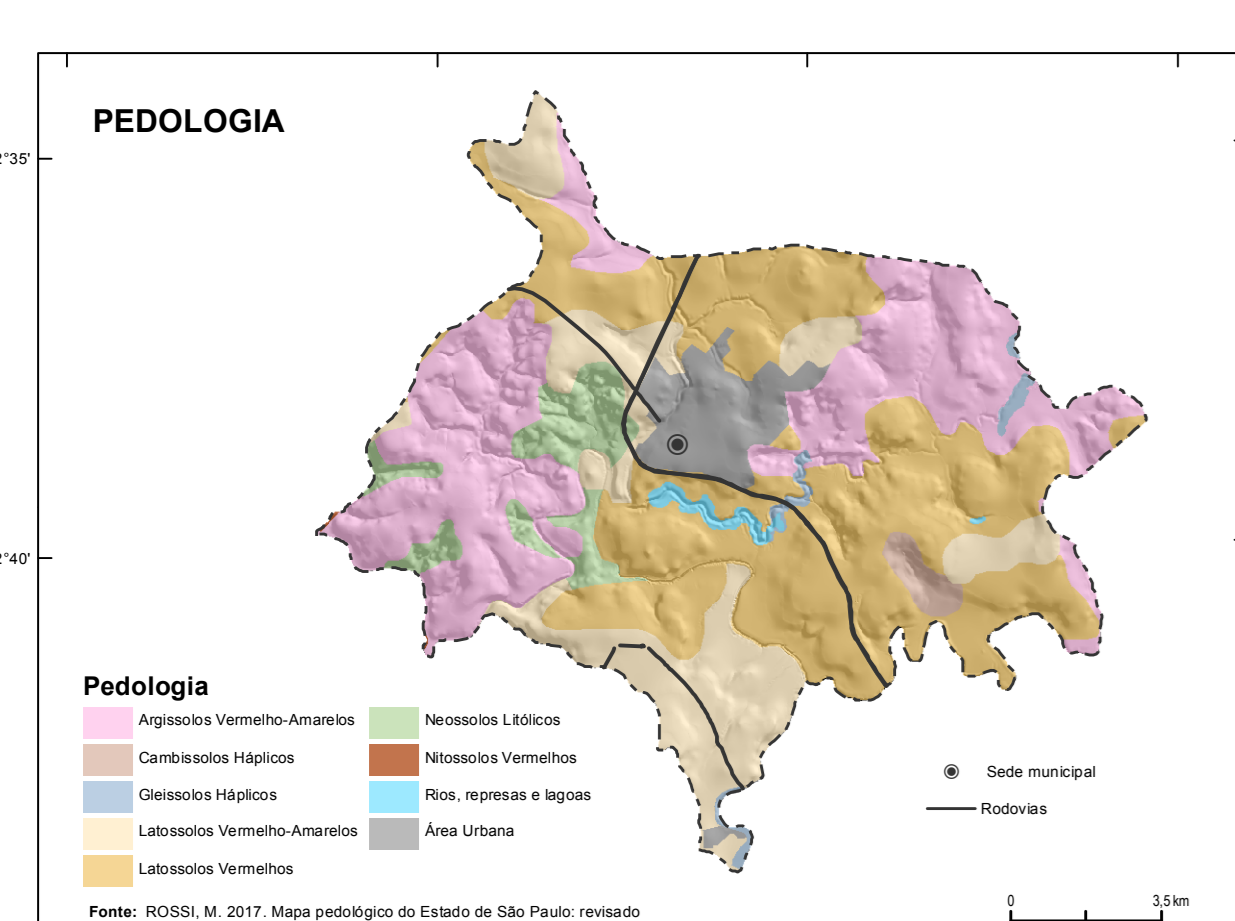 PEDOLOGIA
2°35'
2°40'
Pedologia
Argissolos Vermelho-Amarelos
Cambissolos Háplicos
Gleissolos Háplicos
Latossolos Vermelho-Amarelos
Latossolos Vermelhos
Neossolos Litólicos
Nitossolos Vermelhos
Rios, represas e lagoas
Área Urbana
Sede municipal
Rodovias
Fonte: ROSSI, M. 2017. Mapa pedológico do Estado de São Paulo: revisado
0 3,5 km